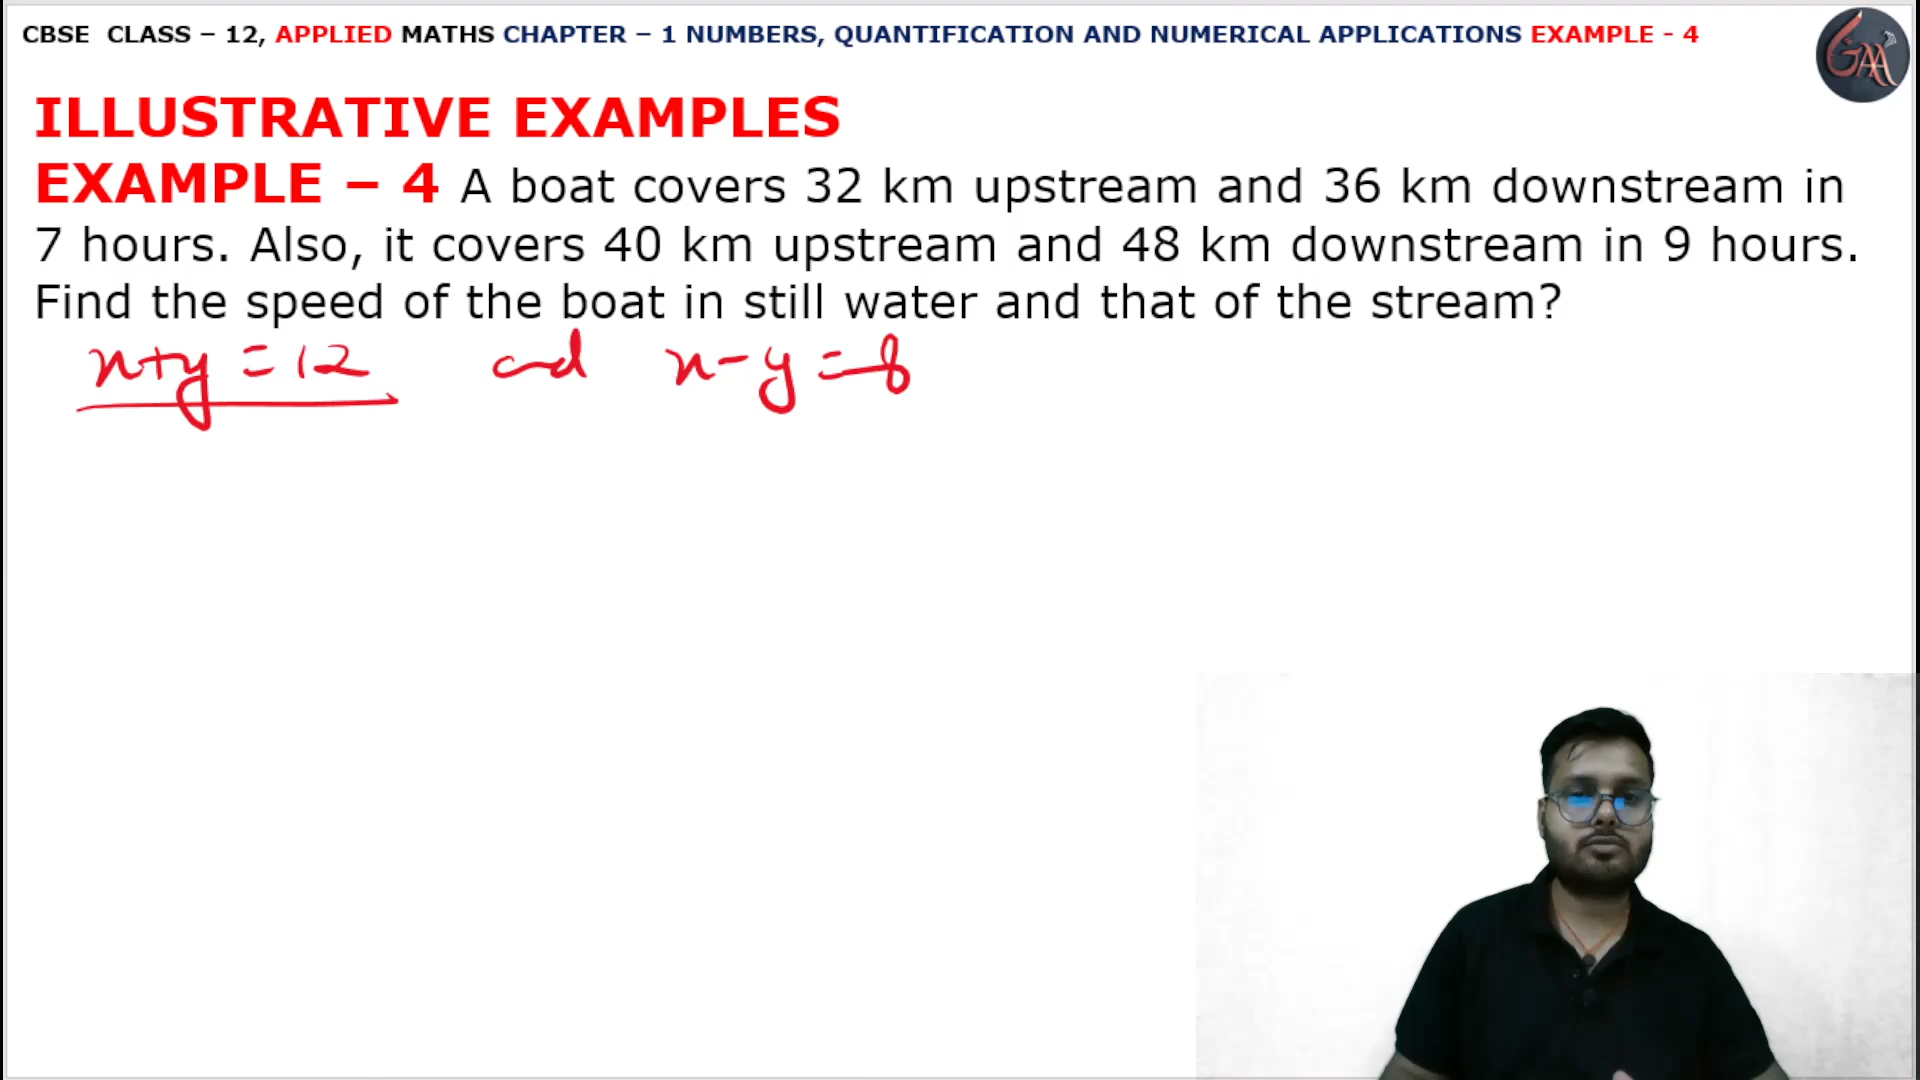 CBSE CLASS – 12, APPLIED MATHS CHAPTER – 1 NUMBERS, QUANTIFICATION AND NUMERICAL APPLICATIONS EXAMPLE - 4
GAA
ILLUSTRATIVE EXAMPLES
EXAMPLE – 4 A boat covers 32 km upstream and 36 km downstream in
7 hours. Also, it covers 40 km upstream and 48 km downstream in 9 hours.
Find the speed of the boat in still water and that of the stream?
x+y = 12 and x-y = 8